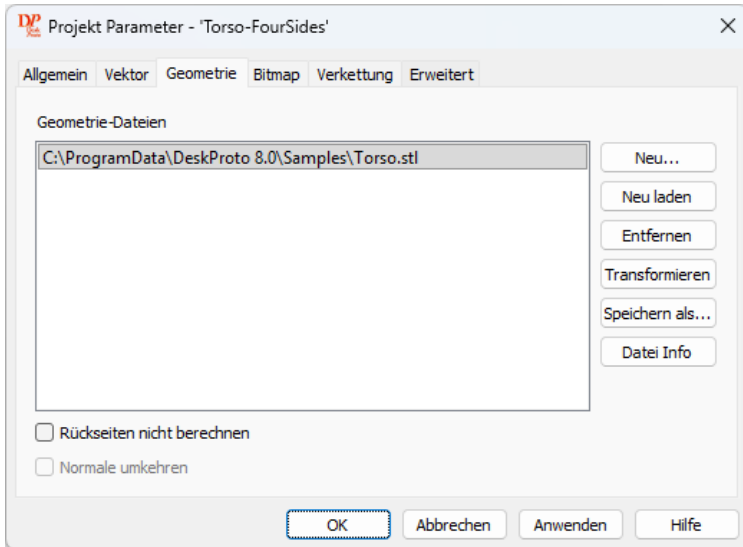 DP
Projekt Parameter - 'Torso-FourSides'
Allgemein Vektor Geometrie Bitmap Verkettung Erweitert
Geometrie-Dateien
C:\ProgramData\DeskProto 8.0\Samples\Torso.stl
Neu...
Neu laden
Entfernen
Transformieren
Speichern als...
Datei Info
Rückseiten nicht berechnen
Normale umkehren
OK Abbrechen Anwenden Hilfe